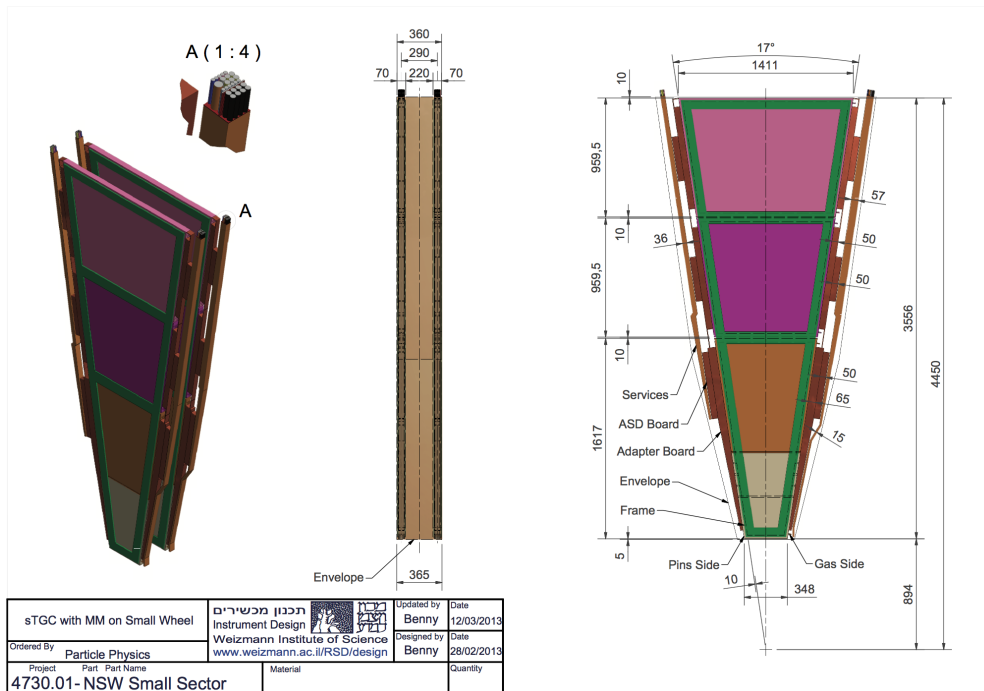 A ( 1 : 4 )
A
360
290
70
220
70
Envelope
365
17°
1411
10
959,5
10
959,5
10
1617
5
36
57
50
50
50
65
15
3556
4450
894
Services
ASD Board
Adapter Board
Envelope
Frame
Pins Side
Gas Side
10
348
sTGC with MM on Small Wheel
תכנון מכשירים
Instrument Design
Weizmann Institute of Science
www.weizmann.ac.il/RSD/design
Updated by
Benny
Date
12/03/2013
Ordered By
Particle Physics
Designed by
Benny
Date
28/02/2013
Project
Part
Part Name
4730.01- NSW Small Sector
Material
Quantity